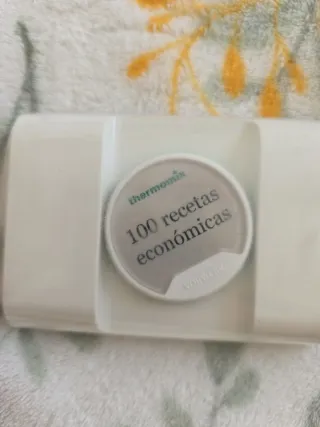 thermomix
100 recetas
económicas